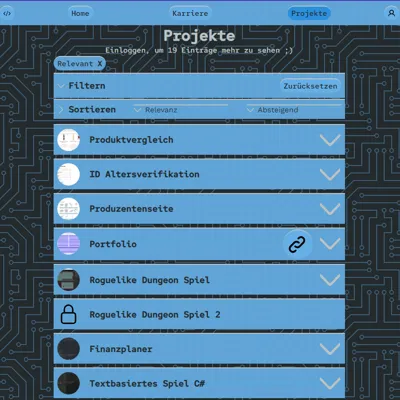 </>
Home
Karriere
Projekte
Projekte
Einloggen, um 19 Einträge mehr zu sehen ;)
Relevant X
Filtern
Zurücksetzen
Sortieren
Relevanz
Absteigend
Produktvergleich
ID Altersverifikation
Produzentenseite
Portfolio
Roguelike Dungeon Spiel
Roguelike Dungeon Spiel 2
Finanzplaner
Textbasiertes Spiel C#